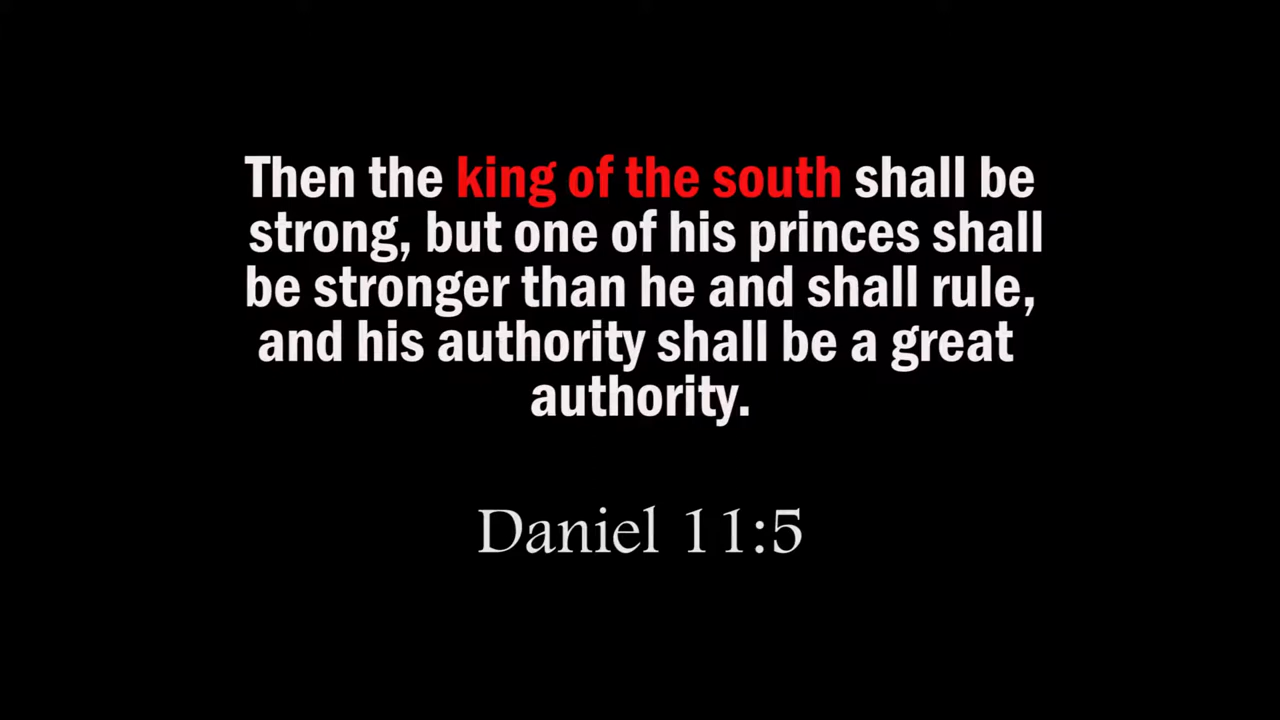 Then the king of the south shall be
strong, but one of his princes shall
be stronger than he and shall rule,
and his authority shall be a great
authority.
Daniel 11:5